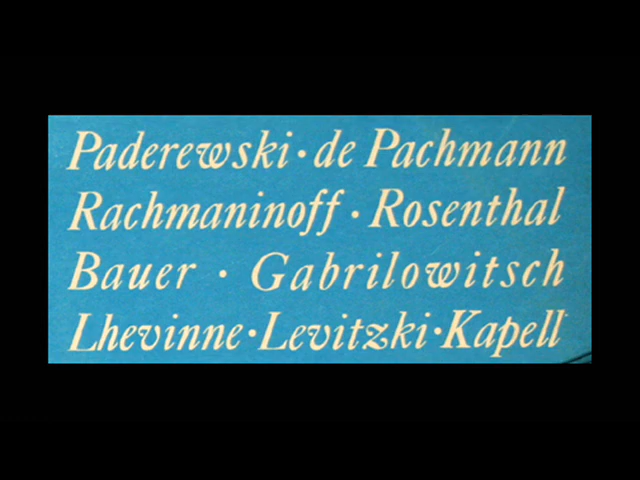 Paderewski · de Pachmann
Rachmaninoff · Rosenthal
Bauer · Gabrilowitsch
Lhevinne · Levitzki · Kapell